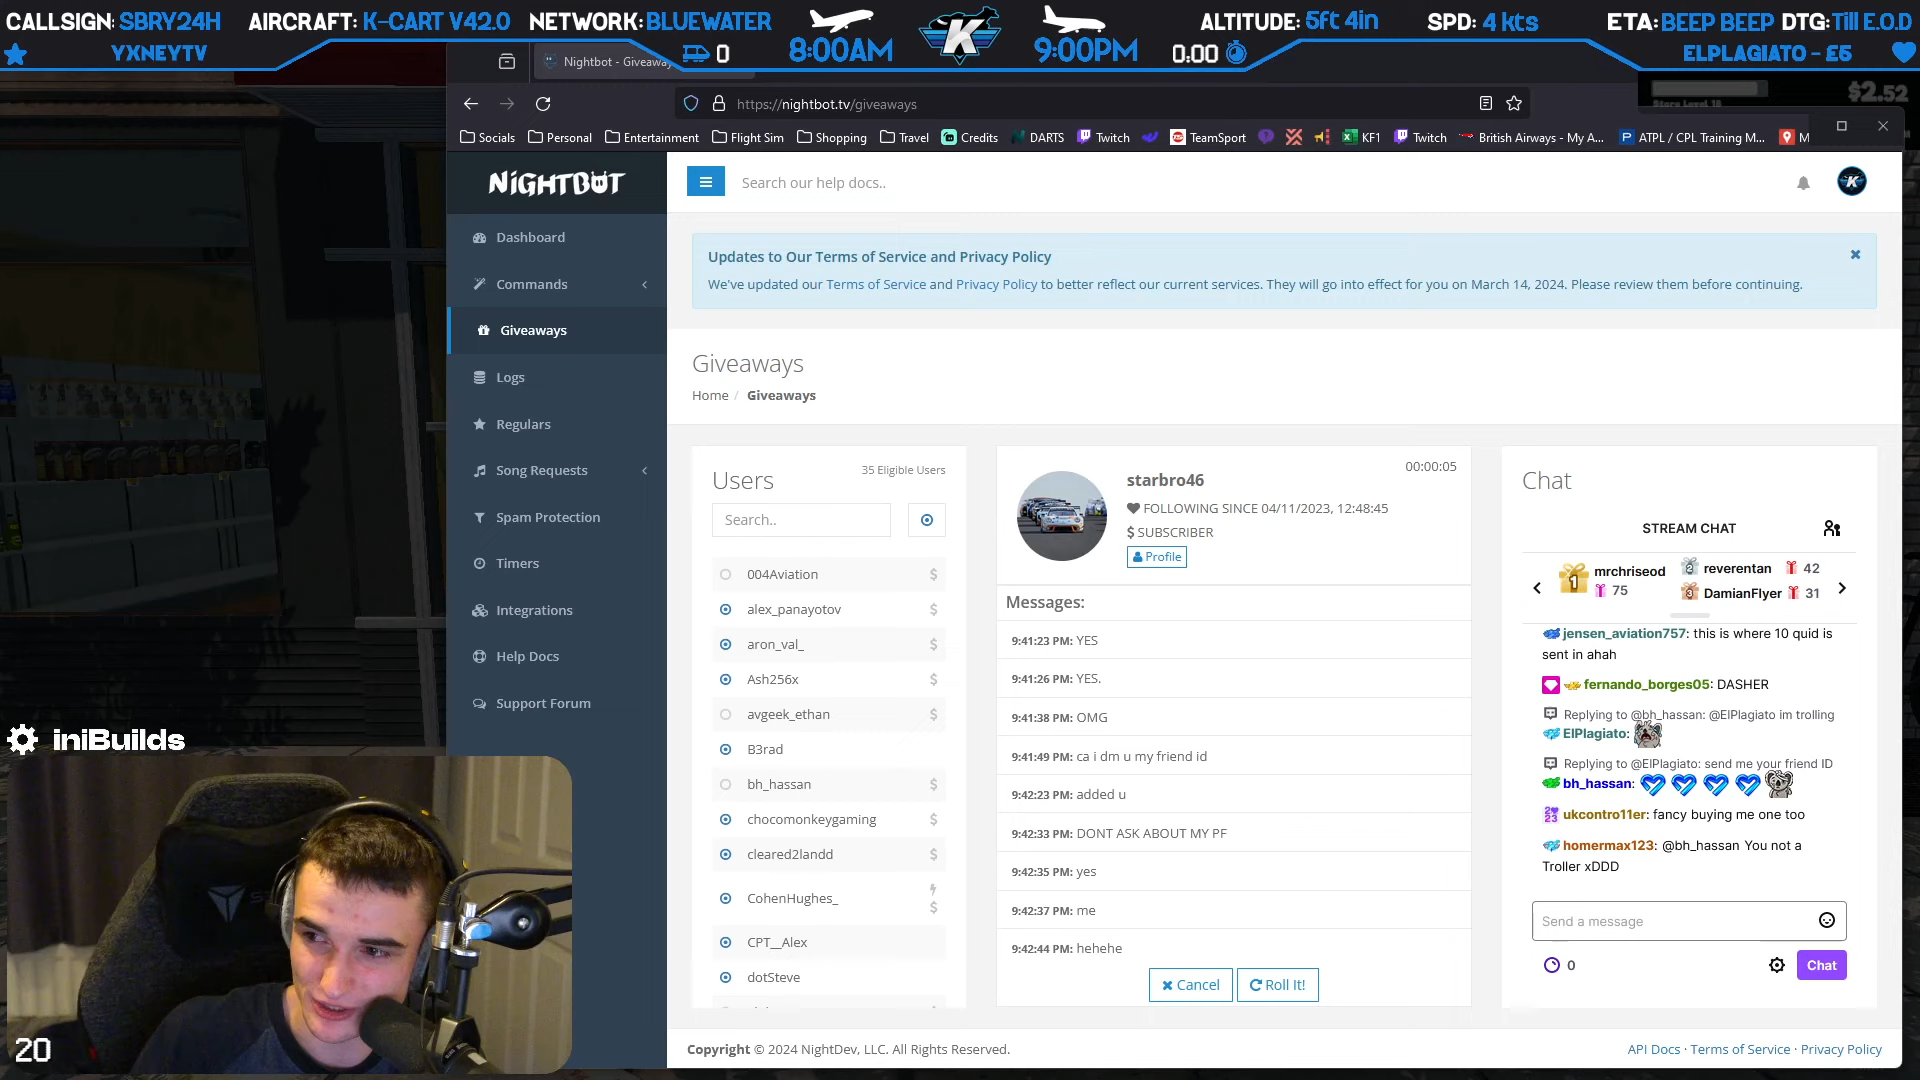 CALLSIGN: SBRY24H AIRCRAFT: K-CART V42.0 NETWORK: BLUEWATER ALTITUDE: 5ft 4in SPD: 4 kts ETA: BEEP BEEP DTG: Till E.O.D
YXNEYTV 0 8:00AM K 9:00PM 0.00 ELPLAGIATO - £5
Nightbot - Giveaway
$2.52
https://nightbot.tv/giveaways
Socials Personal Entertainment Flight Sim Shopping Travel Credits DARTS Twitch TeamSport KF1 Twitch British Airways - My A... ATPL / CPL Training M... M
NIGHTBOT
Search our help docs..
Dashboard
Commands
Giveaways
Logs
Regulars
Song Requests
Spam Protection
Timers
Integrations
Help Docs
Support Forum
Updates to Our Terms of Service and Privacy Policy
We've updated our Terms of Service and Privacy Policy to better reflect our current services. They will go into effect for you on March 14, 2024. Please review them before continuing.
Giveaways
Home / Giveaways
Users
35 Eligible Users
Search..
004Aviation
alex_panayotov
aron_val_
Ash256x
avgeek_ethan
B3rad
bh_hassan
chocomonkeygaming
cleared2landd
CohenHughes_
CPT__Alex
dotSteve
starbro46
00:00:05
FOLLOWING SINCE 04/11/2023, 12:48:45
SUBSCRIBER
Profile
Messages:
9:41:23 PM: YES
9:41:26 PM: YES.
9:41:38 PM: OMG
9:41:49 PM: ca i dm u my friend id
9:42:23 PM: added u
9:42:33 PM: DONT ASK ABOUT MY PF
9:42:35 PM: yes
9:42:37 PM: me
9:42:44 PM: hehehe
Cancel Roll It!
Chat
STREAM CHAT
1 mrchriseod
75
2 reverentan 42
3 DamianFlyer 31
jensen_aviation757: this is where 10 quid is
sent in ahah
fernando_borges05: DASHER
Replying to @bh_hassan: @ElPlagiato im trolling
ElPlagiato:
Replying to @ElPlagiato: send me your friend ID
bh_hassan:
ukcontro11er: fancy buying me one too
homermax123: @bh_hassan You not a
Troller xDDD
Send a message
0
Chat
iniBuilds
20
Copyright © 2024 NightDev, LLC. All Rights Reserved.
API Docs · Terms of Service · Privacy Policy